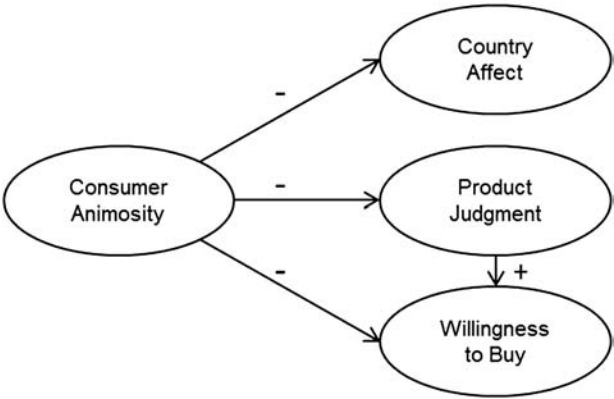 Country
Affect
-
Consumer
Animosity
-
Product
Judgment
-
+
Willingness
to Buy